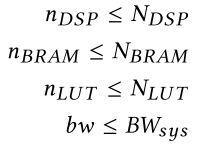 n_{DSP} ≤ N_{DSP}
n_{BRAM} ≤ N_{BRAM}
n_{LUT} ≤ N_{LUT}
bw ≤ BW_{sys}